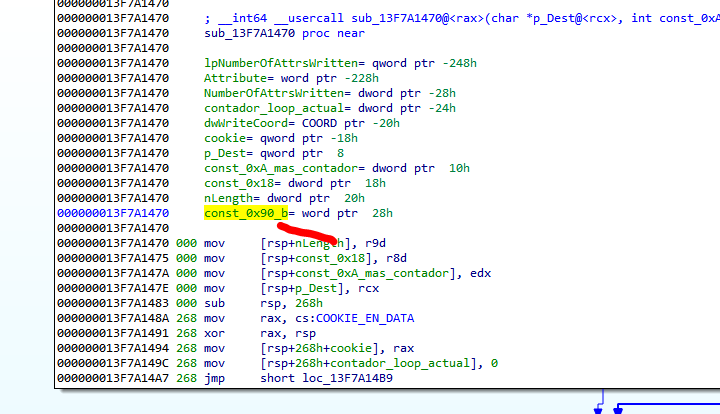 000000013F7A1470
000000013F7A1470 ; __int64 __usercall sub_13F7A1470@<rax>(char *p_Dest@<rcx>, int const_0xA
000000013F7A1470 sub_13F7A1470 proc near
000000013F7A1470
000000013F7A1470 lpNumberOfAttrsWritten= qword ptr -248h
000000013F7A1470 Attribute= word ptr -228h
000000013F7A1470 NumberOfAttrsWritten= dword ptr -28h
000000013F7A1470 contador_loop_actual= dword ptr -24h
000000013F7A1470 dwWriteCoord= COORD ptr -20h
000000013F7A1470 cookie= qword ptr -18h
000000013F7A1470 p_Dest= qword ptr  8
000000013F7A1470 const_0xA_mas_contador= dword ptr  10h
000000013F7A1470 const_0x18= dword ptr  18h
000000013F7A1470 nLength= dword ptr  20h
000000013F7A1470 const_0x90_b= word ptr  28h
000000013F7A1470
000000013F7A1470 000 mov     [rsp+nLength], r9d
000000013F7A1475 000 mov     [rsp+const_0x18], r8d
000000013F7A147A 000 mov     [rsp+const_0xA_mas_contador], edx
000000013F7A147E 000 mov     [rsp+p_Dest], rcx
000000013F7A1483 000 sub     rsp, 268h
000000013F7A148A 268 mov     rax, cs:COOKIE_EN_DATA
000000013F7A1491 268 xor     rax, rsp
000000013F7A1494 268 mov     [rsp+268h+cookie], rax
000000013F7A149C 268 mov     [rsp+268h+contador_loop_actual], 0
000000013F7A14A7 268 jmp     short loc_13F7A14B9